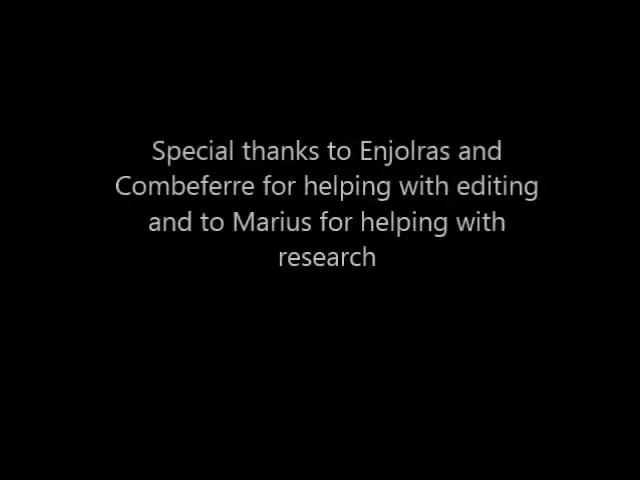 Special thanks to Enjolras and
Combeferre for helping with editing
and to Marius for helping with
research